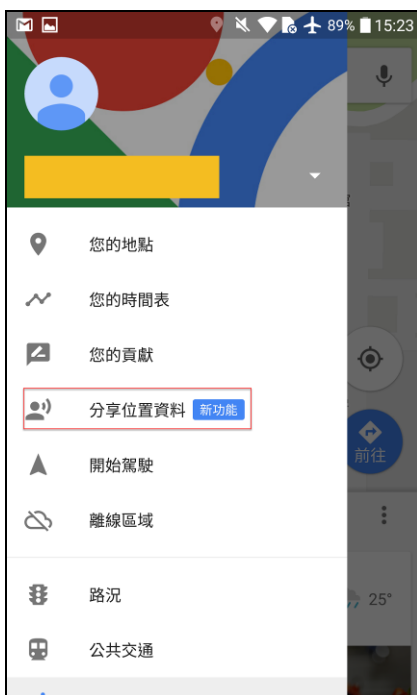 89% 15:23
您的地點
您的時間表
您的貢獻
分享位置資料 新功能
開始駕駛
前往
離線區域
路況
25°
公共交通